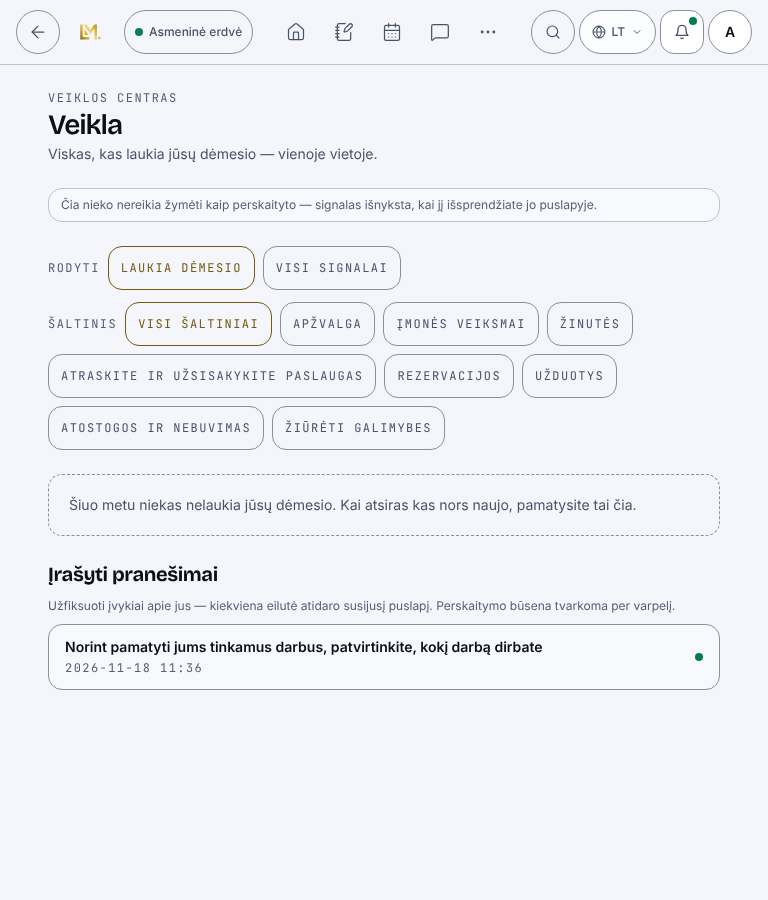 LM.
Asmeninė erdvė
LT
A
VEIKLOS CENTRAS
Veikla
Viskas, kas laukia jūsų dėmesio — vienoje vietoje.
Čia nieko nereikia žymėti kaip perskaityto — signalas išnyksta, kai jį išsprendžiate jo puslapyje.
RODYTI LAUKIA DĖMESIO VISI SIGNALAI
ŠALTINIS VISI ŠALTINIAI APŽVALGA ĮMONĖS VEIKSMAI ŽINUTĖS
ATRASKITE IR UŽSISAKYKITE PASLAUGAS REZERVACIJOS UŽDUOTYS
ATOSTOGOS IR NEBUVIMAS ŽIŪRĖTI GALIMYBES
Šiuo metu niekas nelaukia jūsų dėmesio. Kai atsiras kas nors naujo, pamatysite tai čia.
Įrašyti pranešimai
Užfiksuoti įvykiai apie jus — kiekviena eilutė atidaro susijusį puslapį. Perskaitymo būsena tvarkoma per varpelį.
Norint pamatyti jums tinkamus darbus, patvirtinkite, kokį darbą dirbate
2026-11-18 11:36